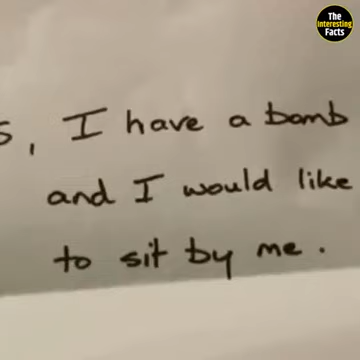 The
Interesting
Facts
s, I have a bomb
and I would like
to sit by me.